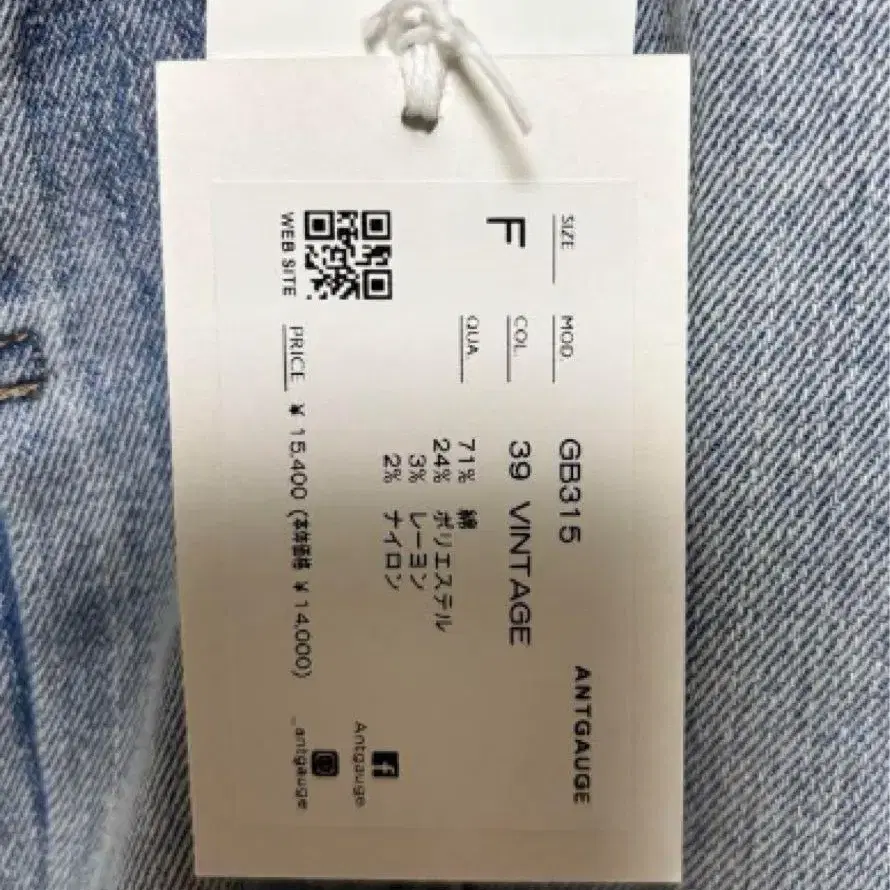 ANTGAUGE
SIZE
F
MOD. GB315
COL. 39 VINTAGE
QUA. 71% 綿
24% ポリエステル
3% レーヨン
2% ナイロン
WEB SITE
PRICE ¥ 15,400 (本体価格 ¥ 14,000)
Antgauge
_antgauge